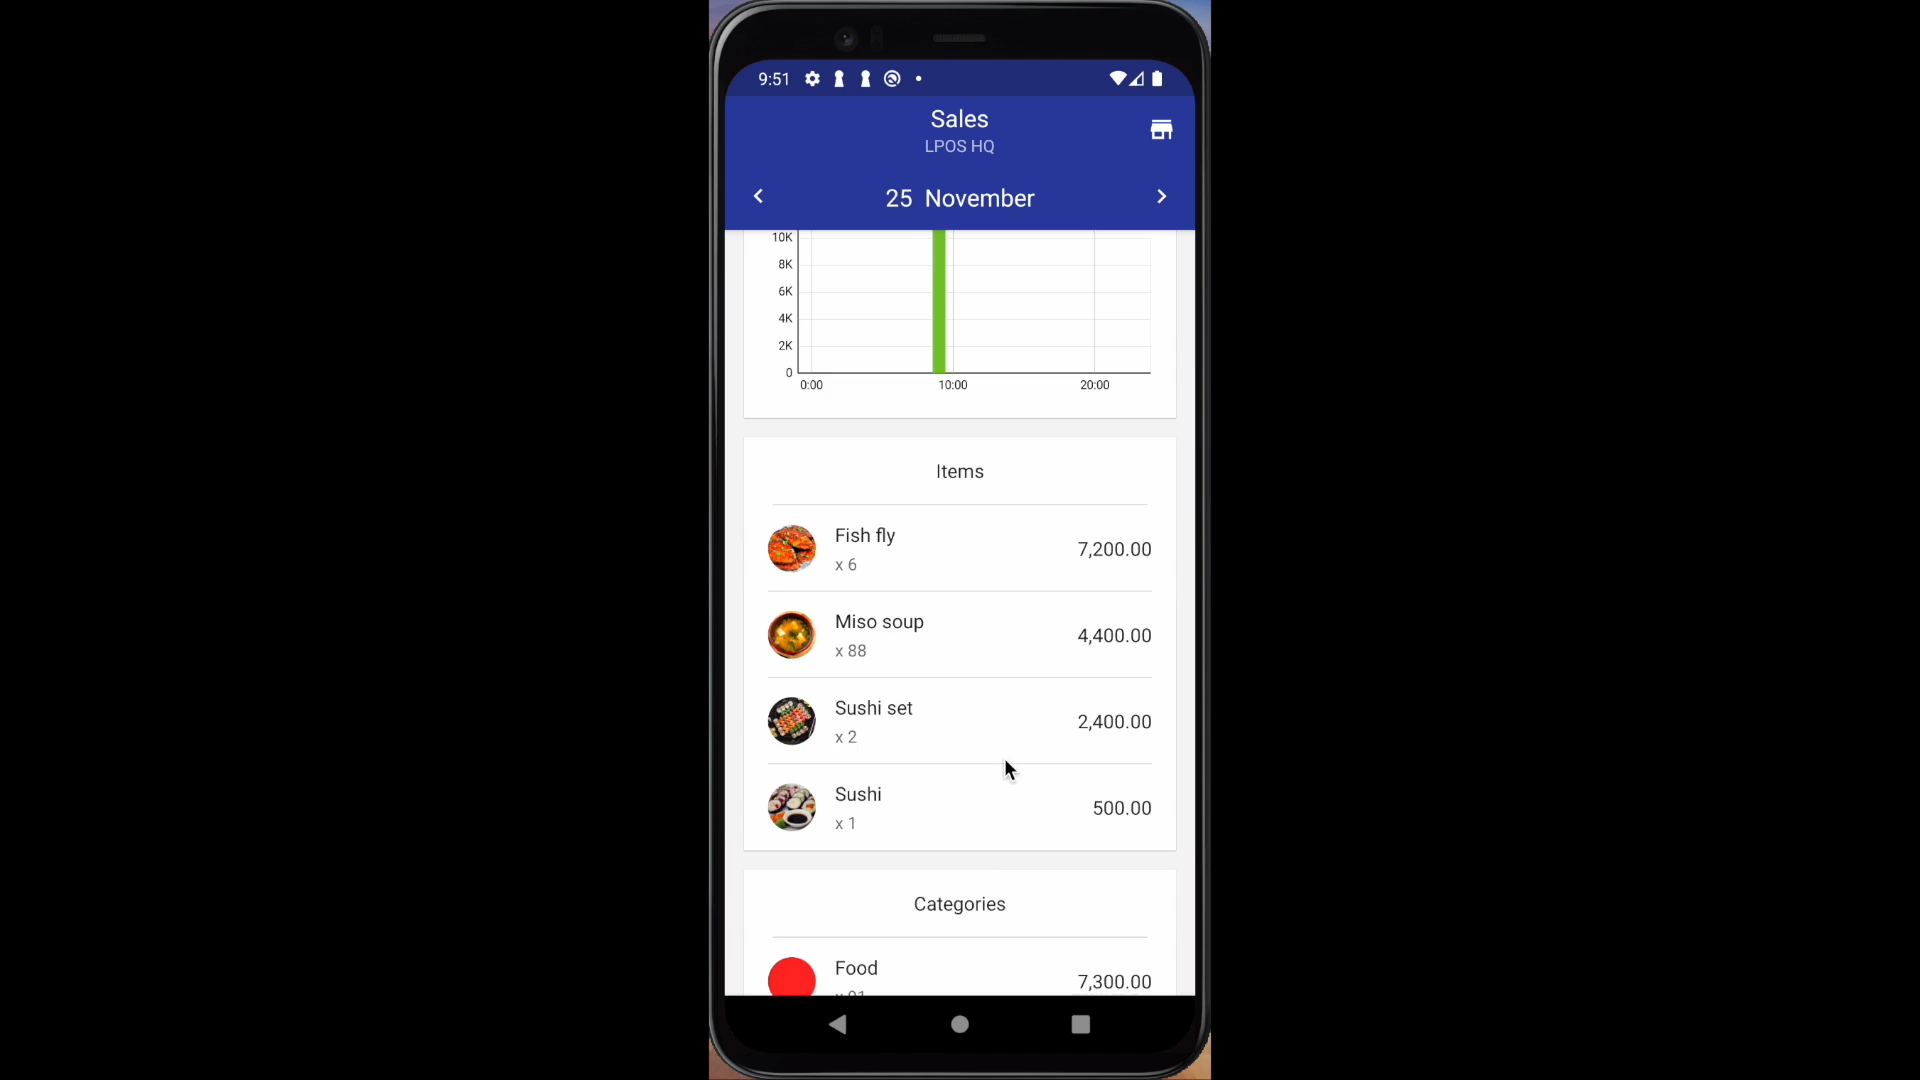 9:51
Sales
LPOS HQ
25 November
10K
8K
6K
4K
2K
0
0:00 10:00 20:00
Items
Fish fly
x 6
7,200.00
Miso soup
x 88
4,400.00
Sushi set
x 2
2,400.00
Sushi
x 1
500.00
Categories
Food
7,300.00